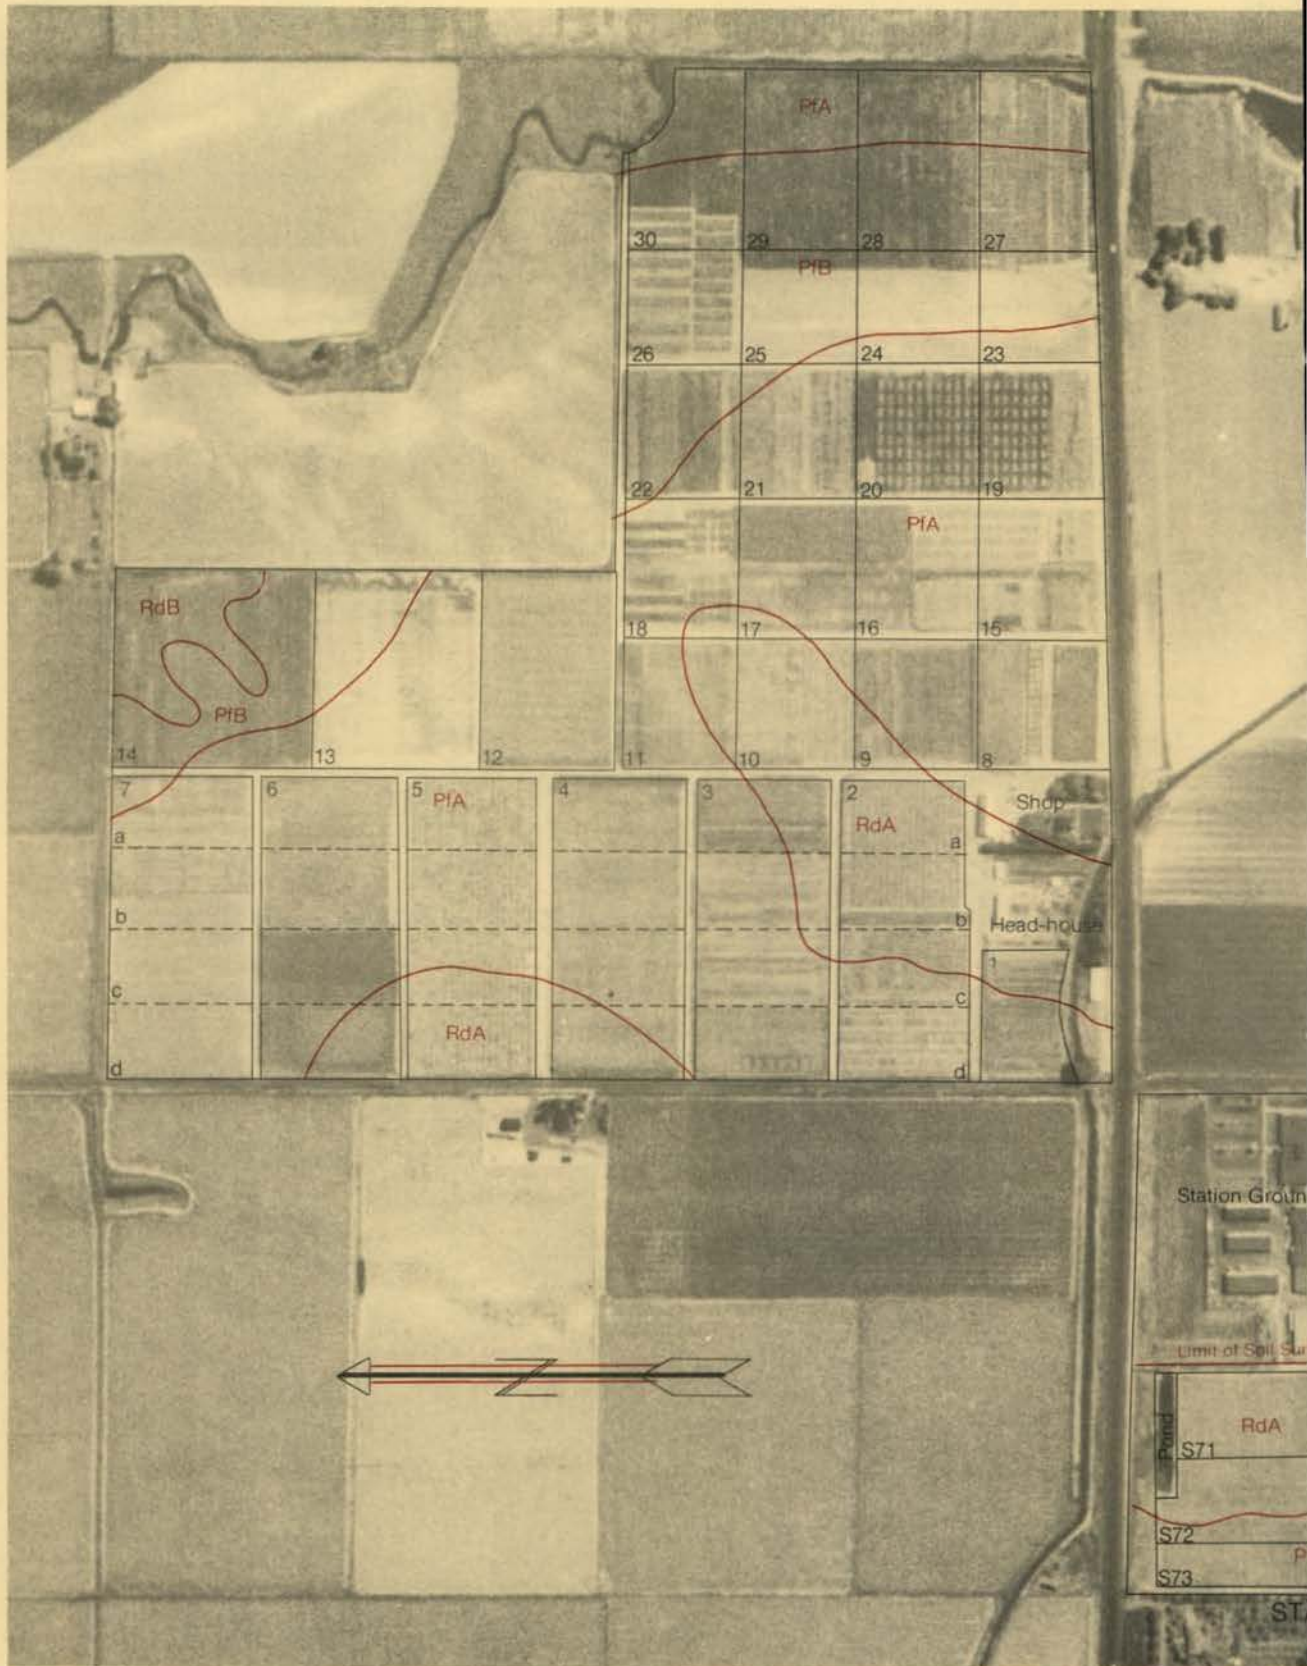 PfA
30 29 28 27
PfB
26 25 24 23
22 21 20 19
PfA
18 17 16 15
RdB
PfB
14 13 12 11 10 9 8
7 6 5 4 3 2
PfA
Shop
RdA
a a
b b
Head-house
1
c c
RdA
d d
Station Groun
Limit of Soil Sur
Pond
RdA
S71
S72
P
S73
STA
Z